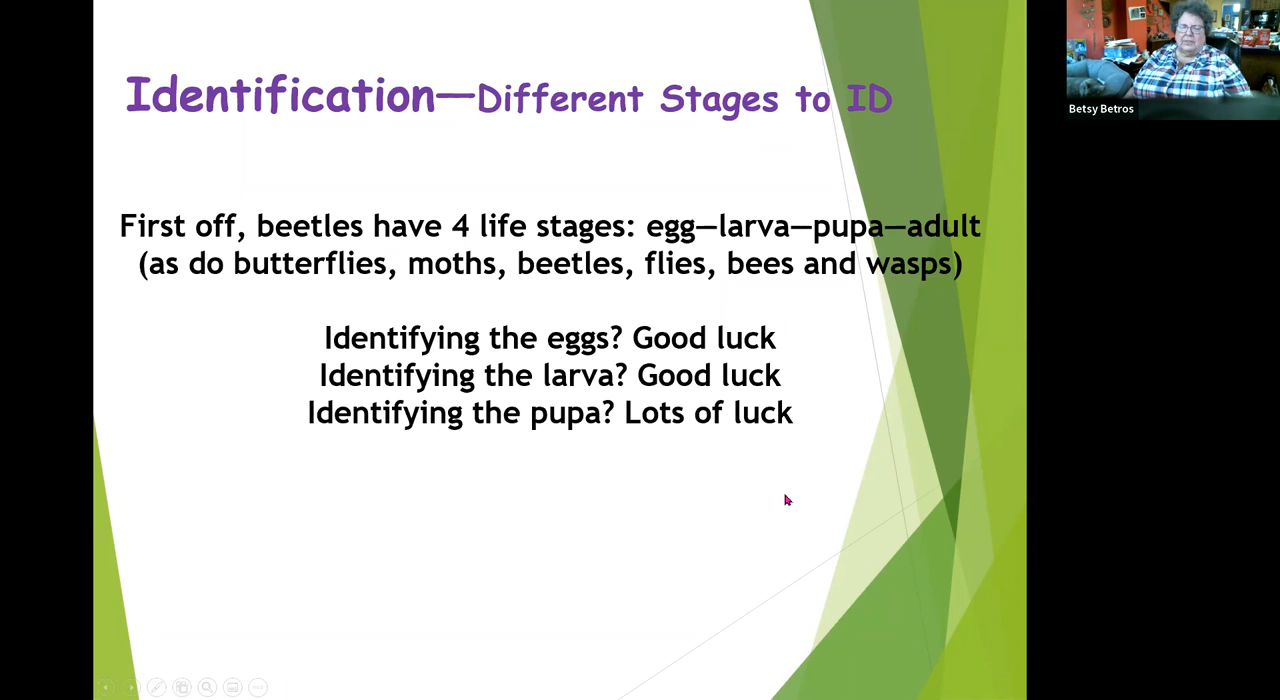 Identification—Different Stages to ID
First off, beetles have 4 life stages: egg—larva—pupa—adult
(as do butterflies, moths, beetles, flies, bees and wasps)
Identifying the eggs? Good luck
Identifying the larva? Good luck
Identifying the pupa? Lots of luck
Betsy Betros